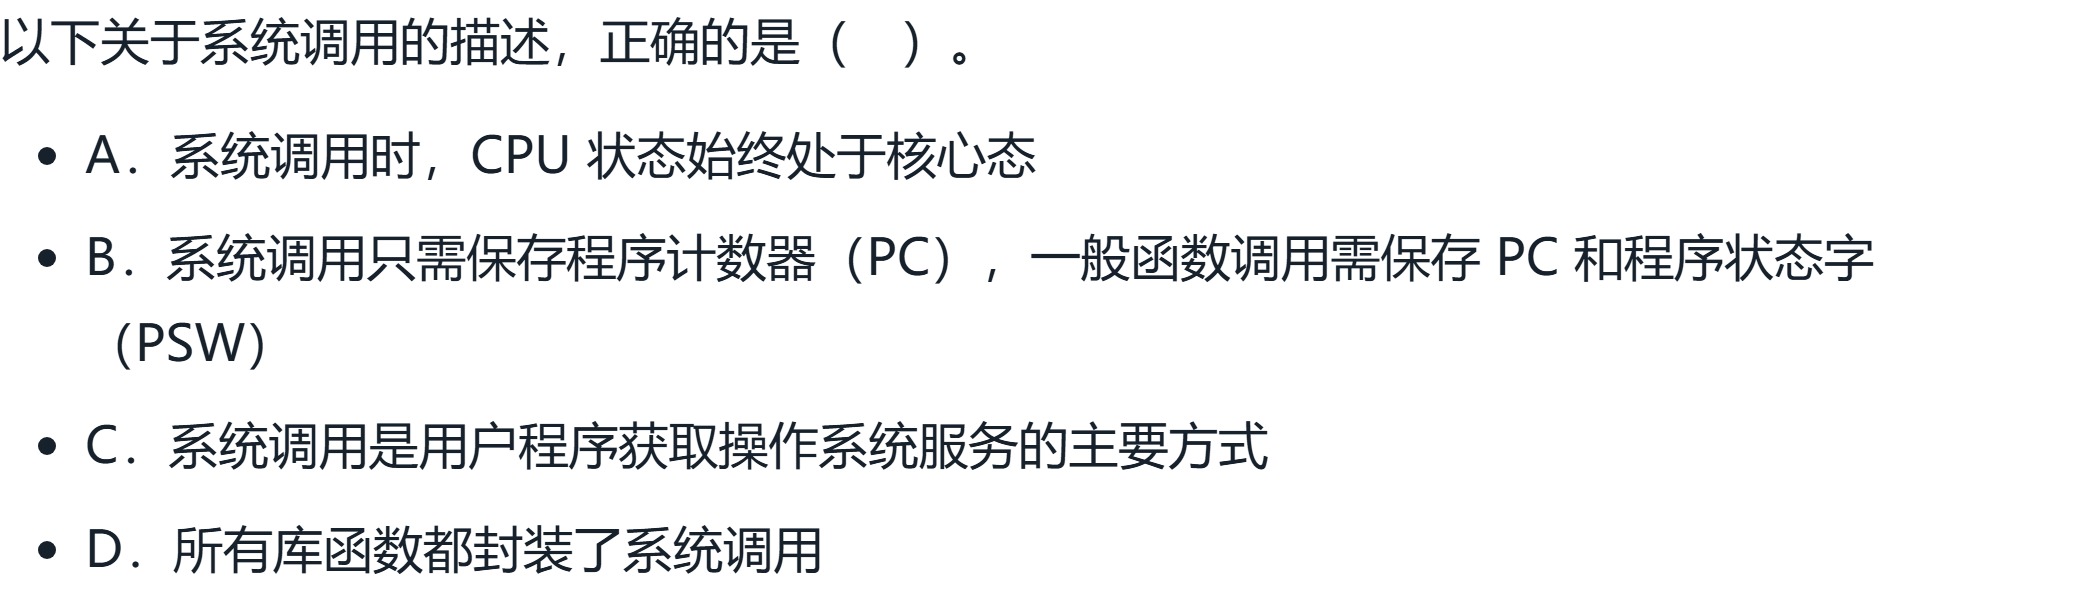 以下关于系统调用的描述，正确的是（　）。
• A．系统调用时，CPU 状态始终处于核心态
• B．系统调用只需保存程序计数器（PC），一般函数调用需保存 PC 和程序状态字
（PSW）
• C．系统调用是用户程序获取操作系统服务的主要方式
• D．所有库函数都封装了系统调用